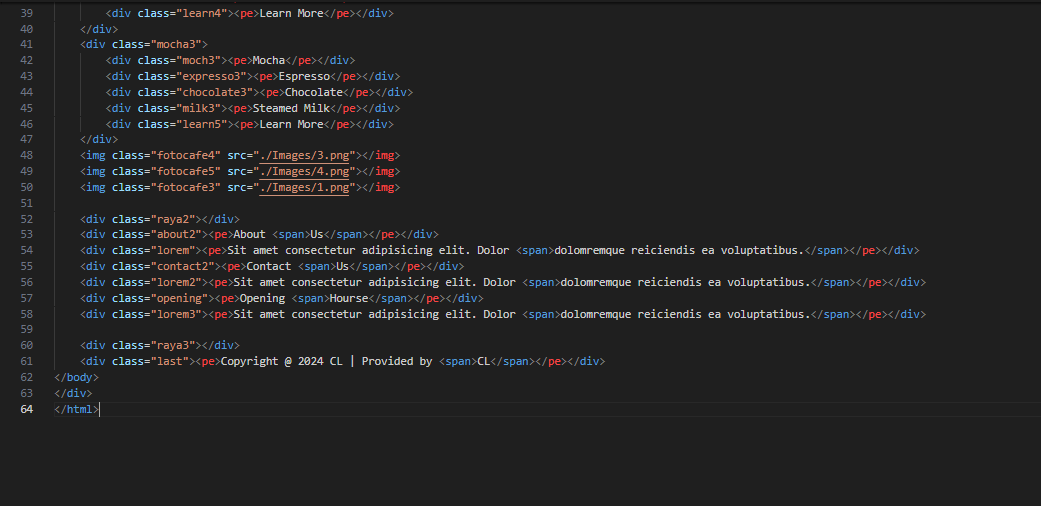 39 <div class="learn4"><pe>Learn More</pe></div>
40 </div>
41 <div class="mocha3">
42 <div class="moch3"><pe>Mocha</pe></div>
43 <div class="expresso3"><pe>Espresso</pe></div>
44 <div class="chocolate3"><pe>Chocolate</pe></div>
45 <div class="milk3"><pe>Steamed Milk</pe></div>
46 <div class="learn5"><pe>Learn More</pe></div>
47 </div>
48 <img class="fotocafe4" src="./Images/3.png"></img>
49 <img class="fotocafe5" src="./Images/4.png"></img>
50 <img class="fotocafe3" src="./Images/1.png"></img>
51
52 <div class="raya2"></div>
53 <div class="about2"><pe>About <span>Us</span></pe></div>
54 <div class="lorem"><pe>Sit amet consectetur adipisicing elit. Dolor <span>dolomremque reiciendis ea voluptatibus.</span></pe></div>
55 <div class="contact2"><pe>Contact <span>Us</span></pe></div>
56 <div class="lorem2"><pe>Sit amet consectetur adipisicing elit. Dolor <span>dolomremque reiciendis ea voluptatibus.</span></pe></div>
57 <div class="opening"><pe>Opening <span>Hourse</span></pe></div>
58 <div class="lorem3"><pe>Sit amet consectetur adipisicing elit. Dolor <span>dolomremque reiciendis ea voluptatibus.</span></pe></div>
59
60 <div class="raya3"></div>
61 <div class="last"><pe>Copyright @ 2024 CL | Provided by <span>CL</span></pe></div>
62 </body>
63 </div>
64 </html>